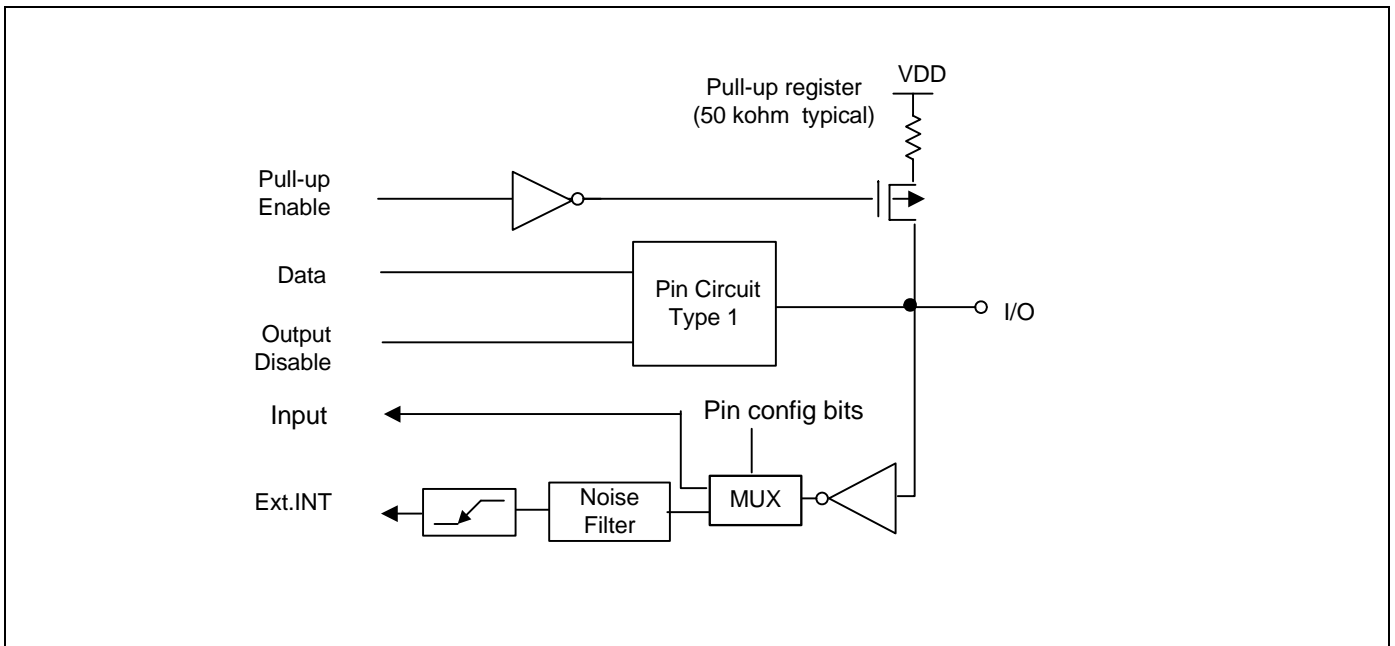 VDD
Pull-up register
(50 kohm typical)
Pull-up
Enable
Data
Pin Circuit
Type 1
I/O
Output
Disable
Input
Pin config bits
Ext.INT
Noise
Filter
MUX